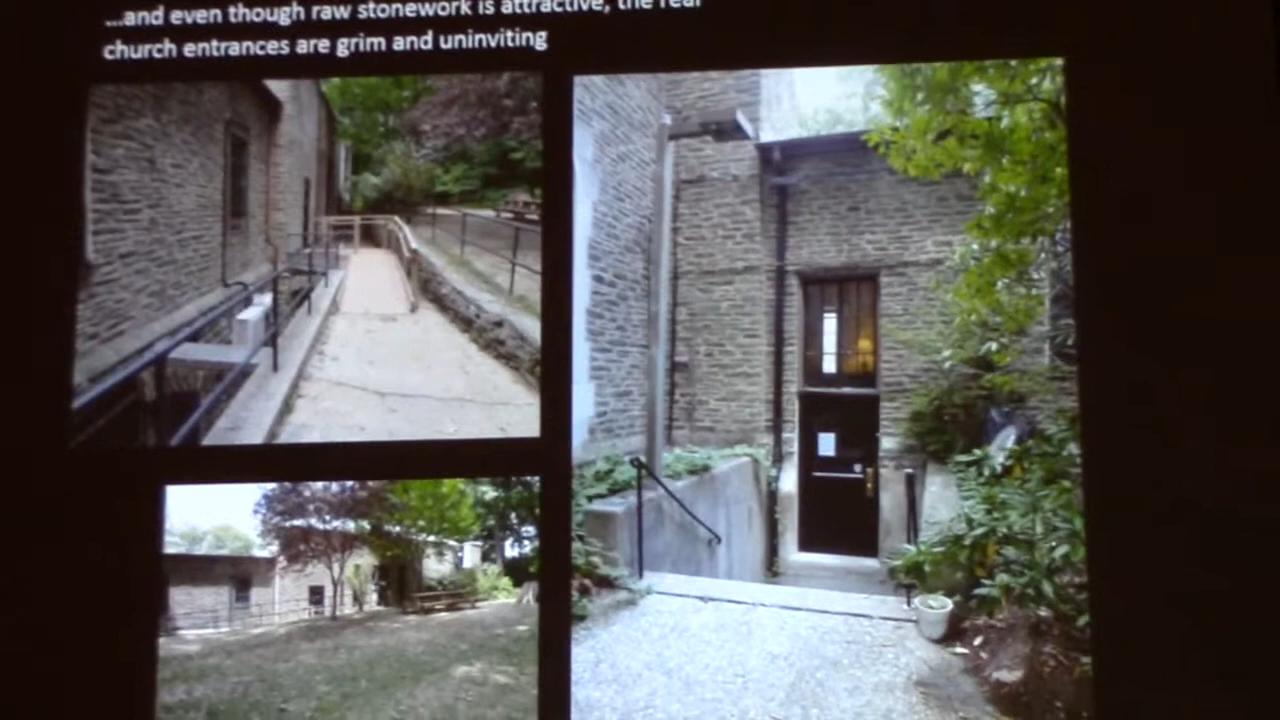 ...and even though raw stonework is attractive, the real
church entrances are grim and uninviting